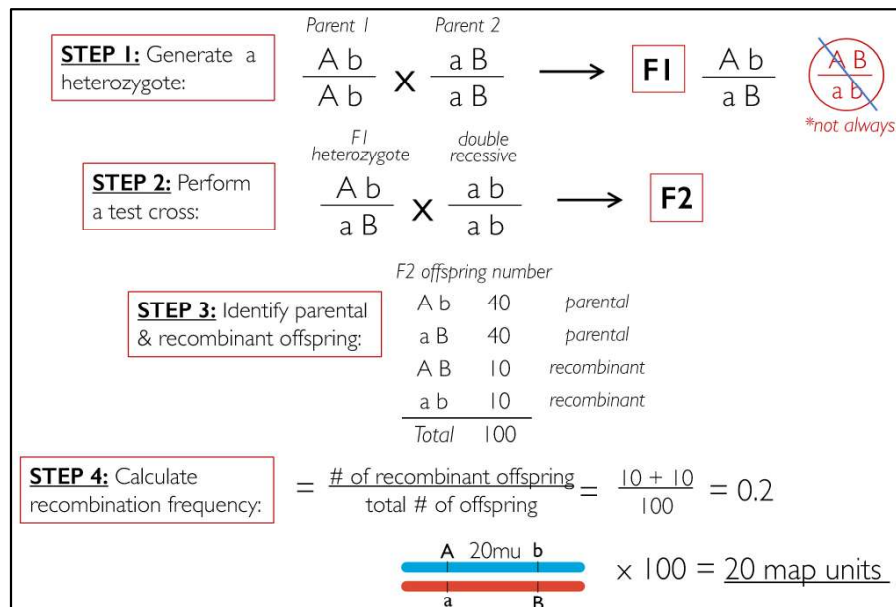 Parent 1 Parent 2
STEP 1: Generate a
heterozygote:
A b
A b
X
a B
a B
F1
A b
a B
A B
a b
*not always
F1
heterozygote
double
recessive
STEP 2: Perform
a test cross:
A b
a B
X
a b
a b
F2
F2 offspring number
STEP 3: Identify parental
& recombinant offspring:
A b 40 parental
a B 40 parental
A B 10 recombinant
a b 10 recombinant
Total 100
STEP 4: Calculate
recombination frequency:
= # of recombinant offspring
total # of offspring
= 10 + 10
100
= 0.2
A 20mu b
a B
x 100 = 20 map units